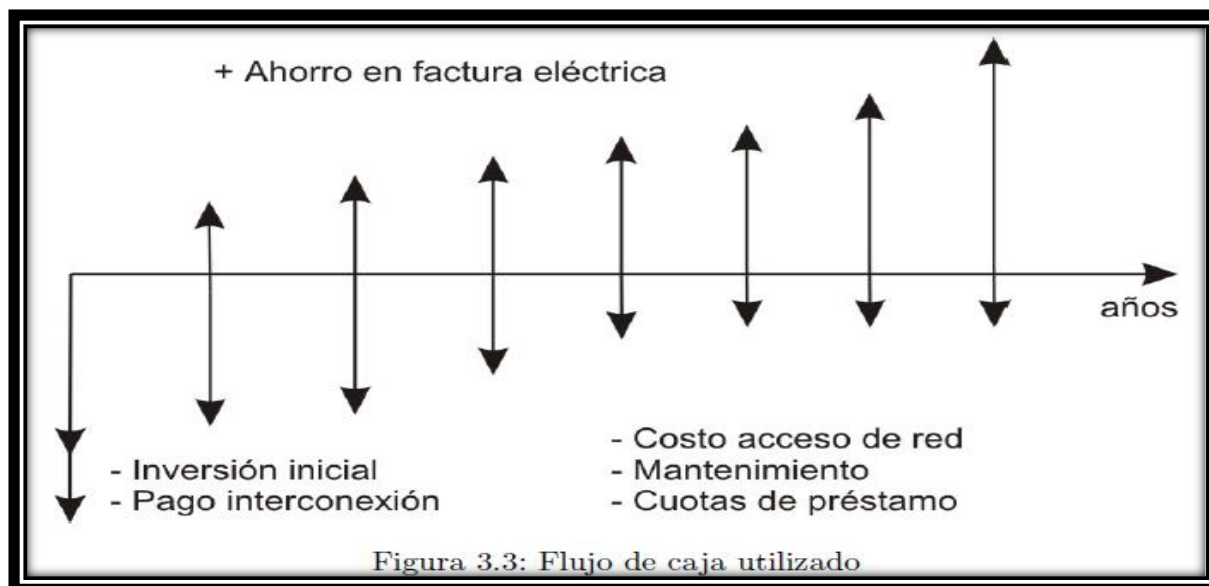 + Ahorro en factura eléctrica
años
- Inversión inicial
- Pago interconexión
- Costo acceso de red
- Mantenimiento
- Cuotas de préstamo
Figura 3.3: Flujo de caja utilizado